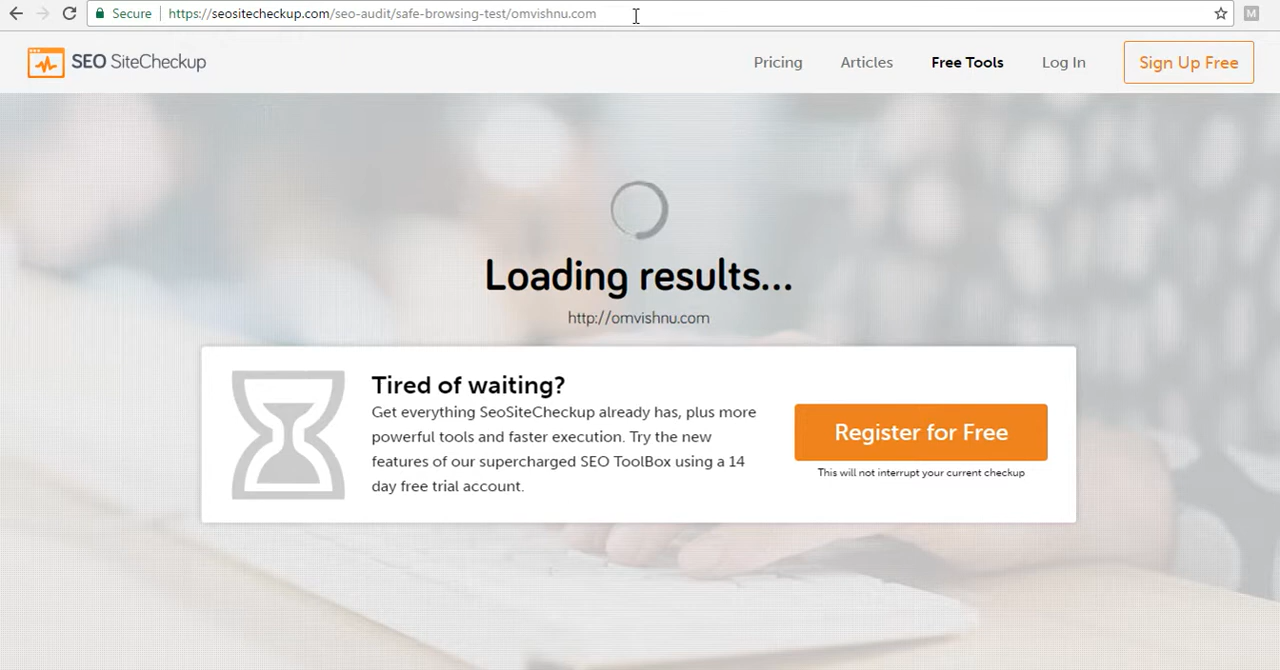 Secure https://seositecheckup.com/seo-audit/safe-browsing-test/omvishnu.com M
SEO SiteCheckup Pricing Articles Free Tools Log In Sign Up Free
Loading results...
http://omvishnu.com
Tired of waiting?
Get everything SeoSiteCheckup already has, plus more
powerful tools and faster execution. Try the new
features of our supercharged SEO ToolBox using a 14
day free trial account.
Register for Free
This will not interrupt your current checkup